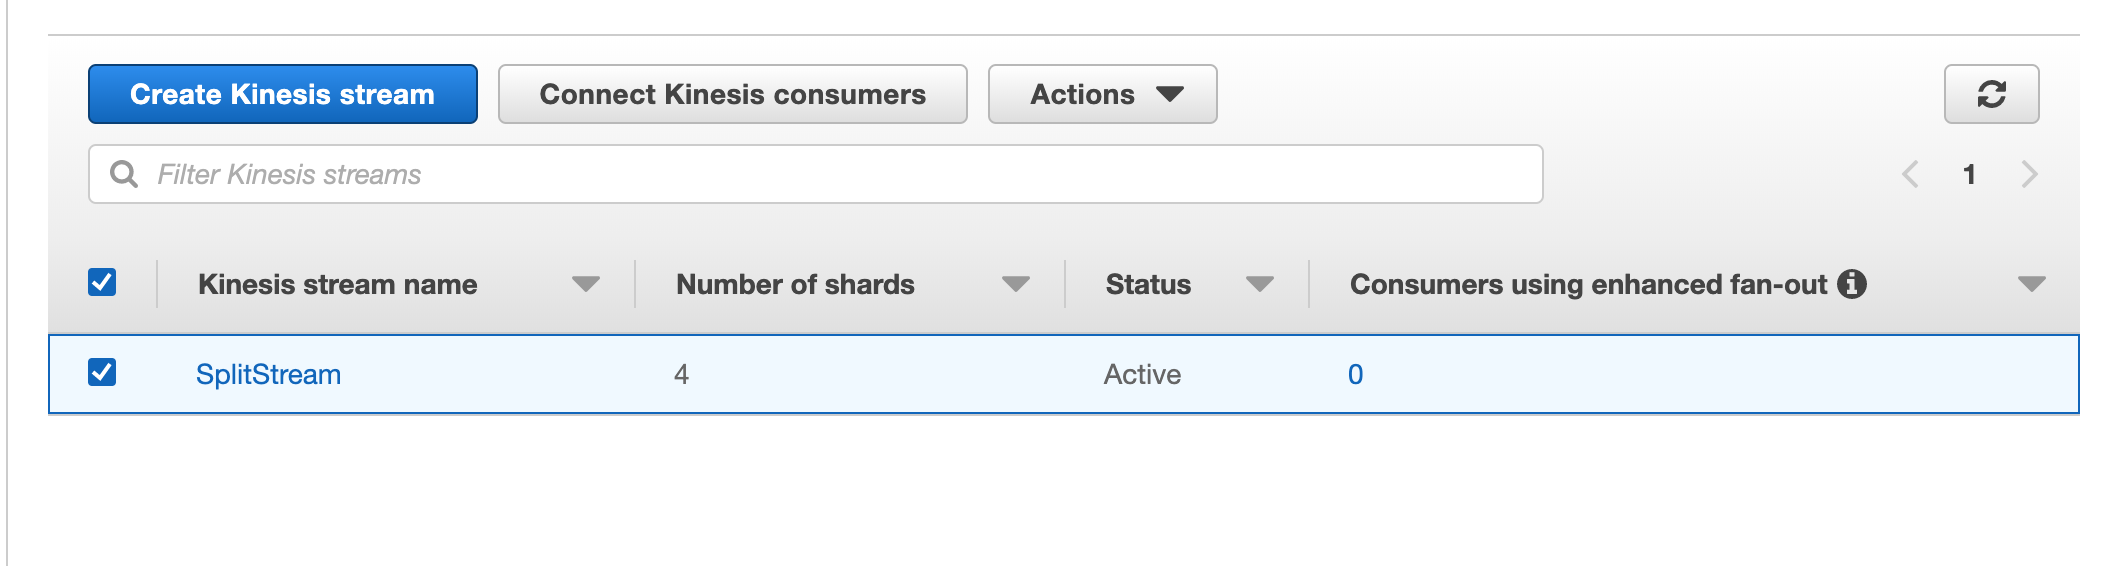 Create Kinesis stream Connect Kinesis consumers Actions
Filter Kinesis streams 1
Kinesis stream name Number of shards Status Consumers using enhanced fan-out
SplitStream 4 Active 0